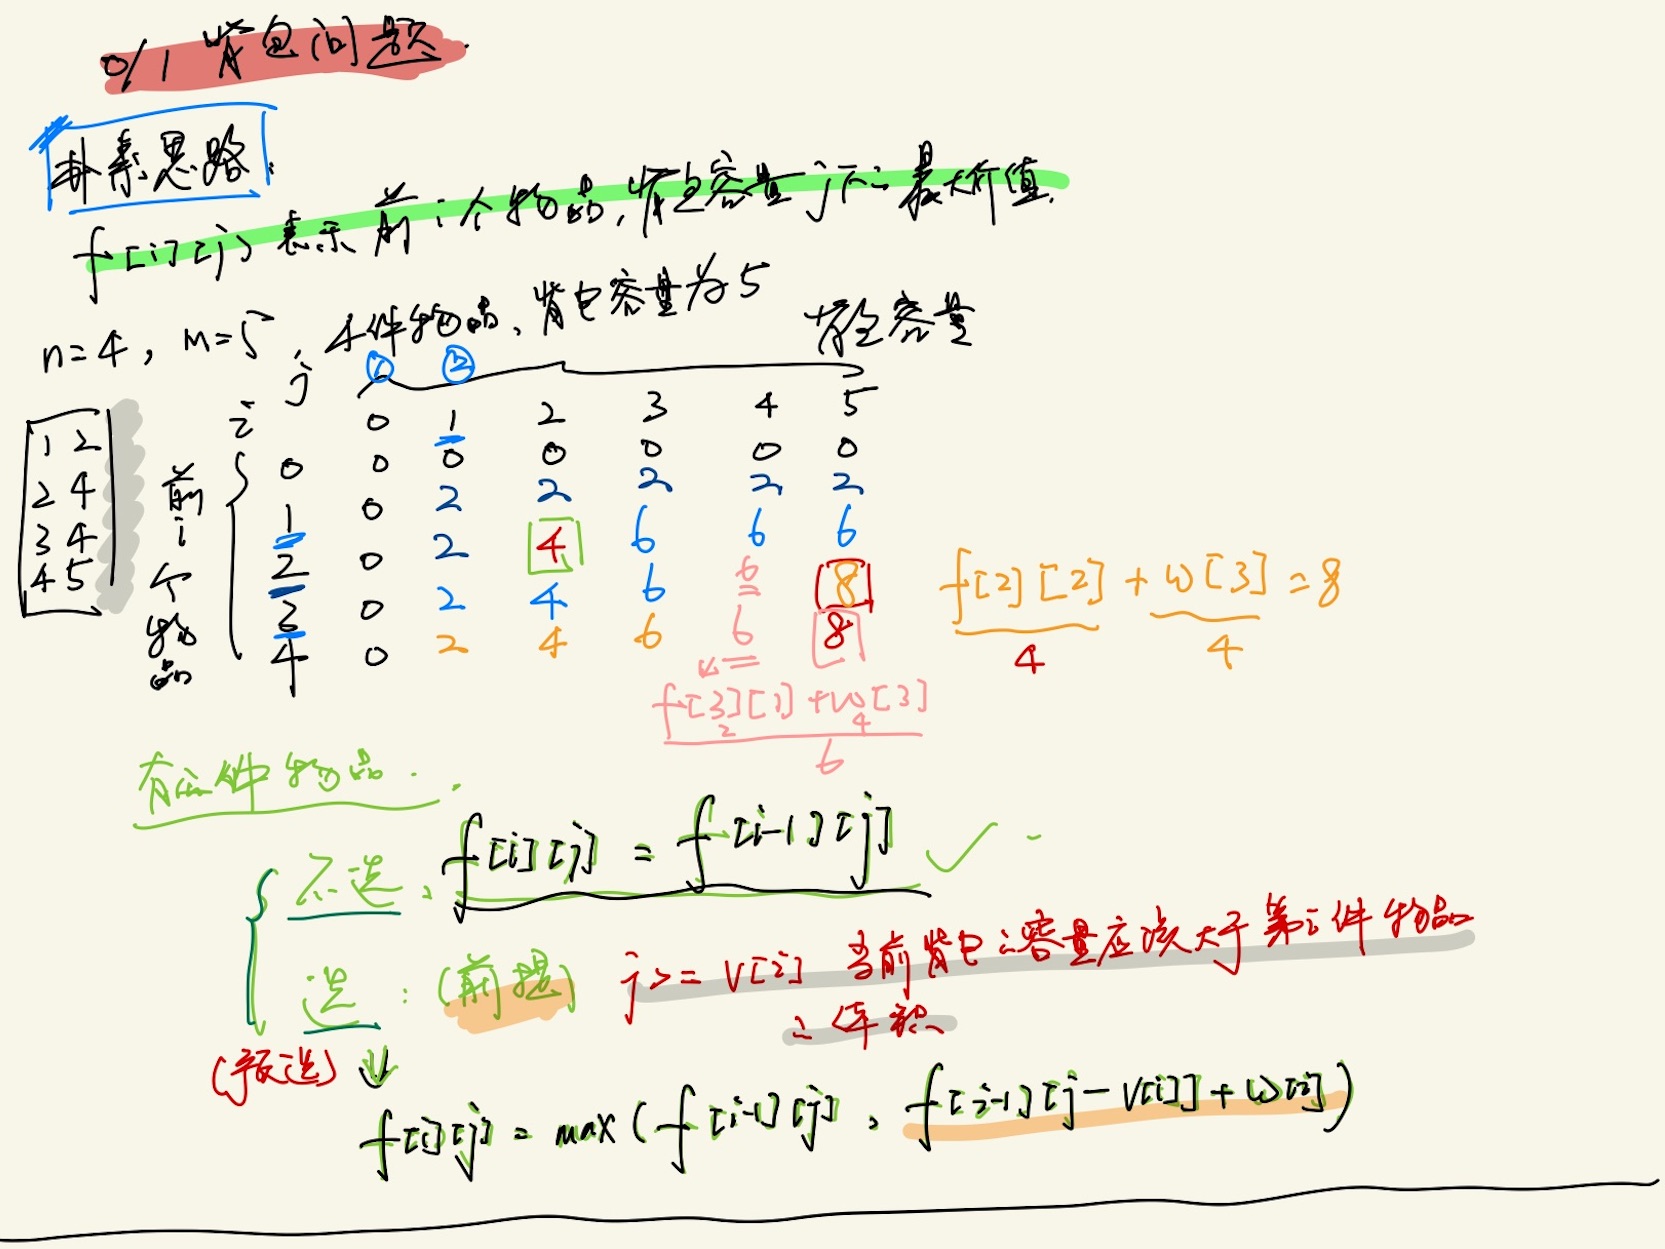 0/1 背包问题.
朴素思路:
f[i][j] 表示前i个物品,背包容量j下的最大价值.
n=4, m=5, 4件物品、背包容量为5
背包容量
① ②
j
i 0 1 2 3 4 5
0 0 0 0 0 0 0
1 0 2 2 2 2 2
2 0 2 4 6 6 6
3 0 2 4 6 6 8
4 0 2 4 6 6 8
1 2
2 4
3 4
4 5
前
i
个
物
品
f[2][2] + w[3] = 8
4 4
f[3][1] + w[3]
2 4
6
有i件物品.
不选: f[i][j] = f[i-1][j] ✓
选: (前提) j>=v[i] 当前背包的容量应该大于第i件物品
的体积
(预选)
f[i][j] = max(f[i-1][j], f[i-1][j-v[i]]+w[i])